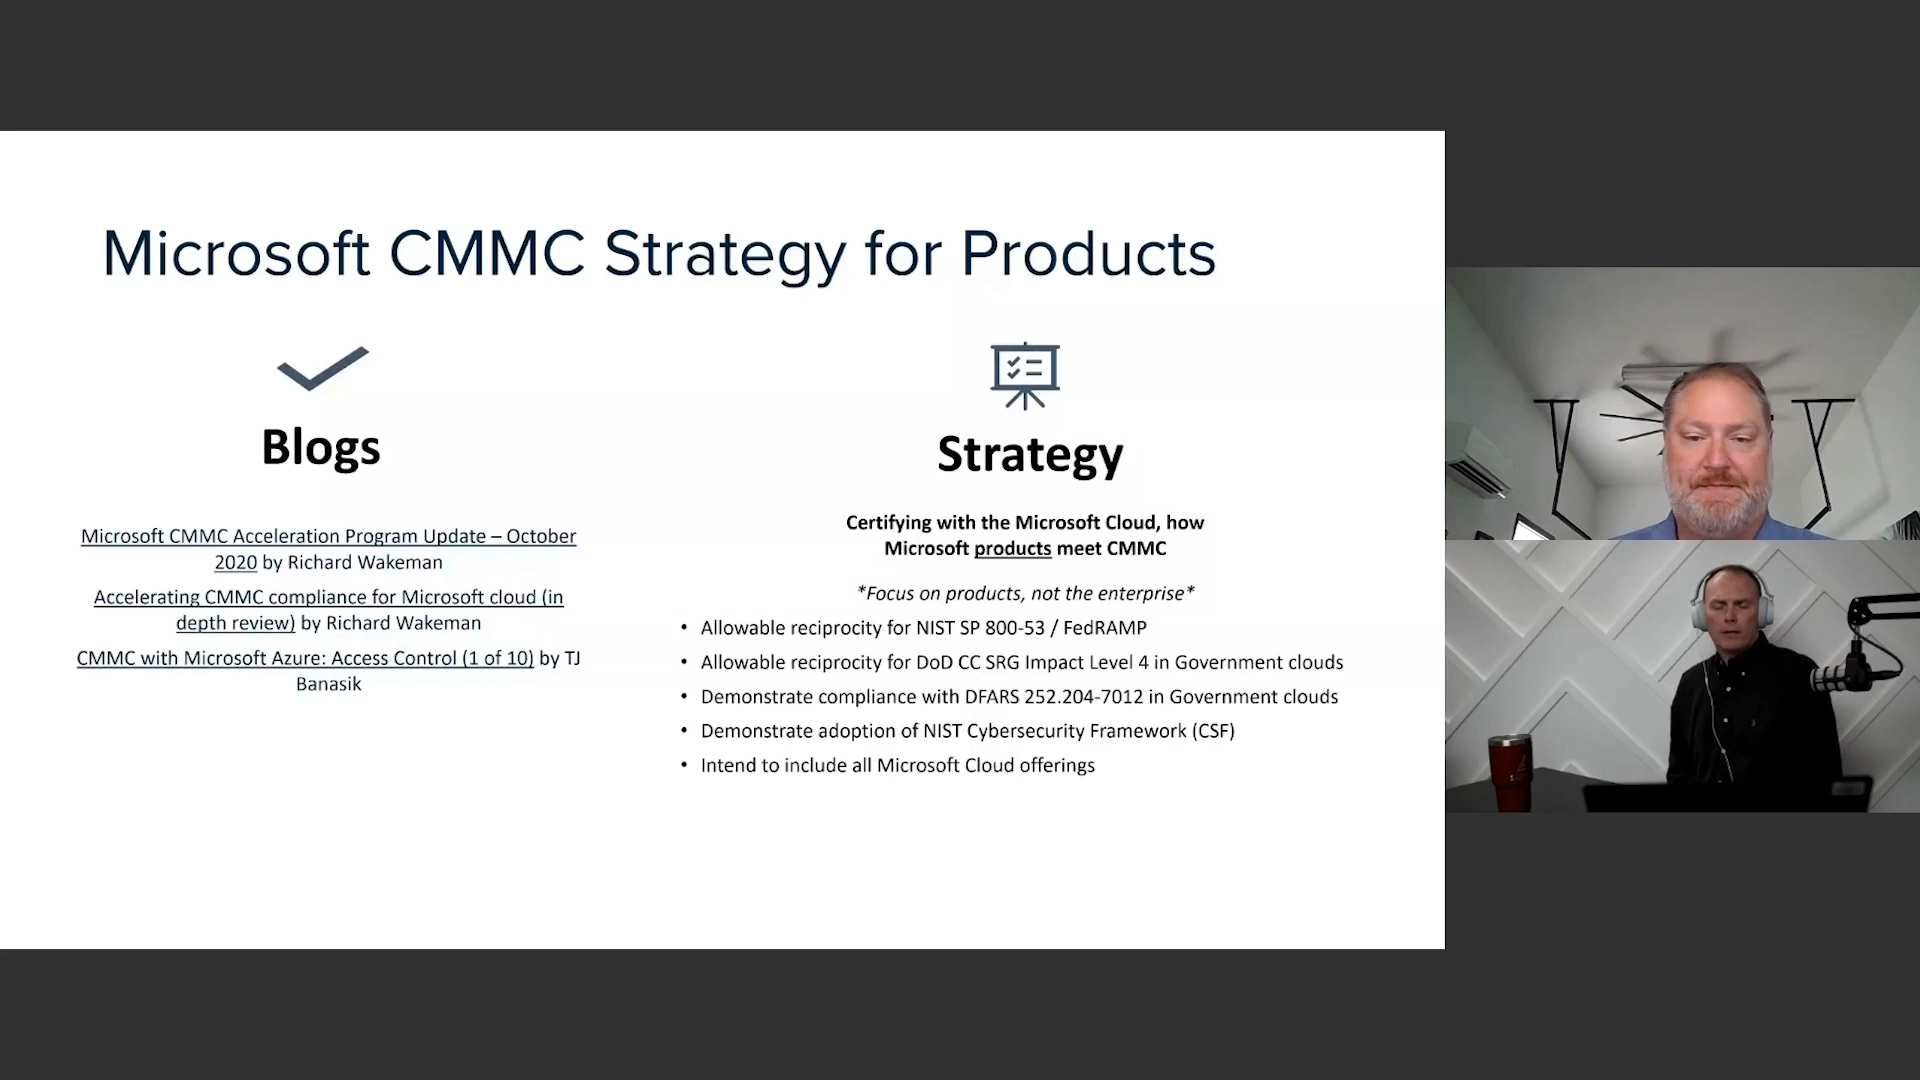 Microsoft CMMC Strategy for Products
Blogs
Microsoft CMMC Acceleration Program Update – October
2020 by Richard Wakeman
Accelerating CMMC compliance for Microsoft cloud (in
depth review) by Richard Wakeman
CMMC with Microsoft Azure: Access Control (1 of 10) by TJ
Banasik
Strategy
Certifying with the Microsoft Cloud, how
Microsoft products meet CMMC
*Focus on products, not the enterprise*
• Allowable reciprocity for NIST SP 800-53 / FedRAMP
• Allowable reciprocity for DoD CC SRG Impact Level 4 in Government clouds
• Demonstrate compliance with DFARS 252.204-7012 in Government clouds
• Demonstrate adoption of NIST Cybersecurity Framework (CSF)
• Intend to include all Microsoft Cloud offerings